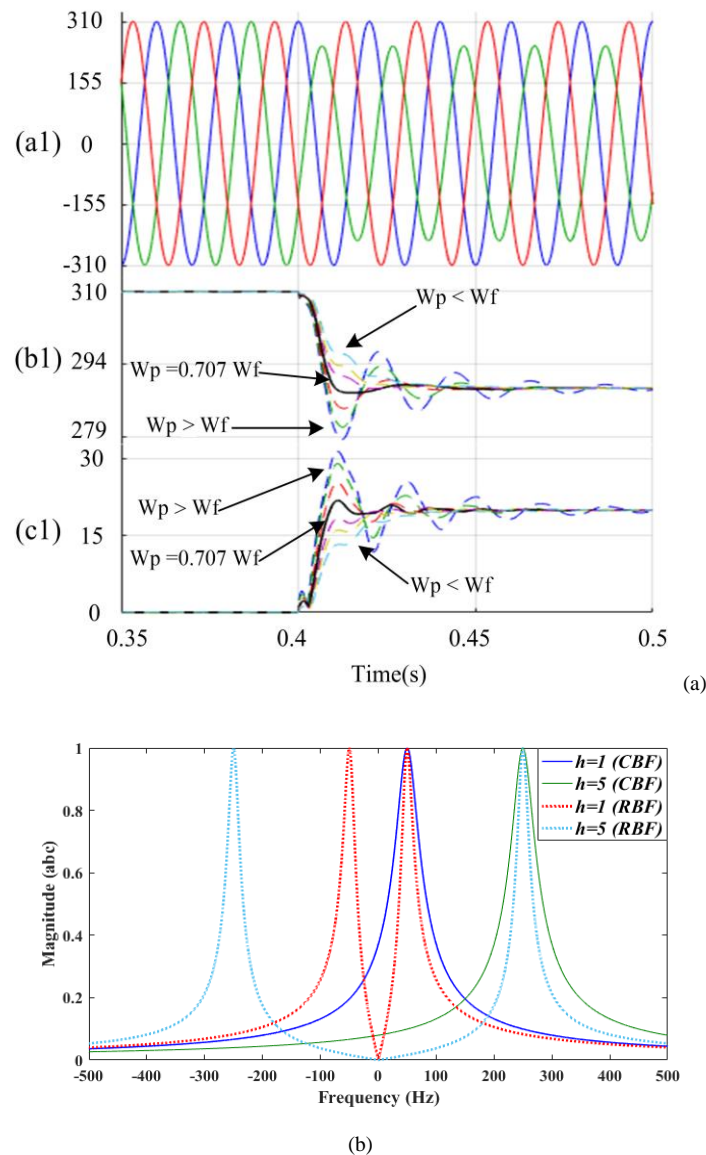 310
155
(a1) 0
-155
-310
310
Wp < Wf
(b1) 294
Wp =0.707 Wf
Wp > Wf
279
30
Wp > Wf
(c1) 15
Wp=0.707 Wf
Wp < Wf
0
0.35 0.4 0.45 0.5
Time(s)
(a)
1
h=1 (CBF)
h=5 (CBF)
h=1 (RBF)
h=5 (RBF)
0.8
0.6
Magnitude (abc)
0.4
0.2
0
-500 -400 -300 -200 -100 0 100 200 300 400 500
Frequency (Hz)
(b)